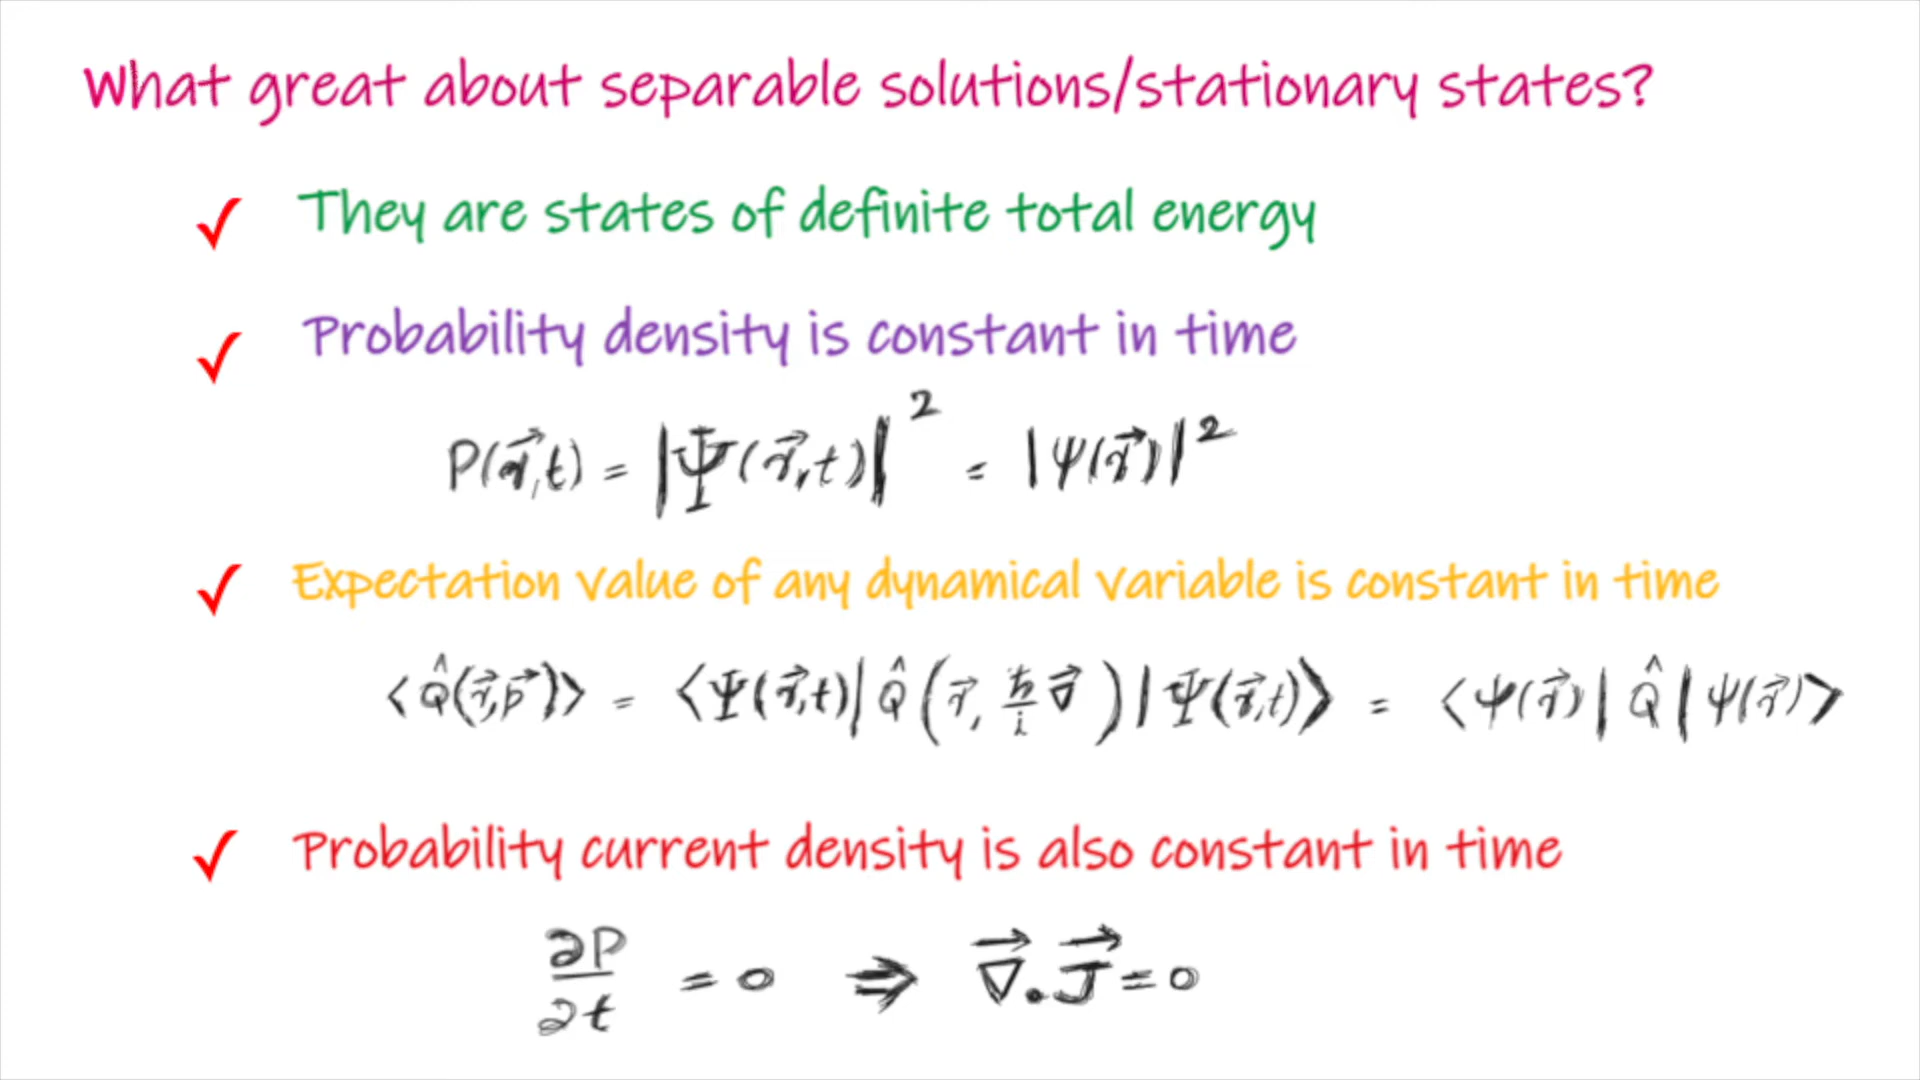 What great about separable solutions/stationary states?
✓ They are states of definite total energy
✓ Probability density is constant in time
P(r⃗,t) = |Ψ(r⃗,t)|² = |ψ(r⃗)|²
✓ Expectation value of any dynamical variable is constant in time
⟨Q̂(r⃗,p⃗)⟩ = ⟨Ψ(r⃗,t)|Q̂(r⃗, ħ/i ∇⃗)|Ψ(r⃗,t)⟩ = ⟨ψ(r⃗)|Q̂|ψ(r⃗)⟩
✓ Probability current density is also constant in time
∂P/∂t = 0 ⇒ ∇⃗.J⃗ = 0